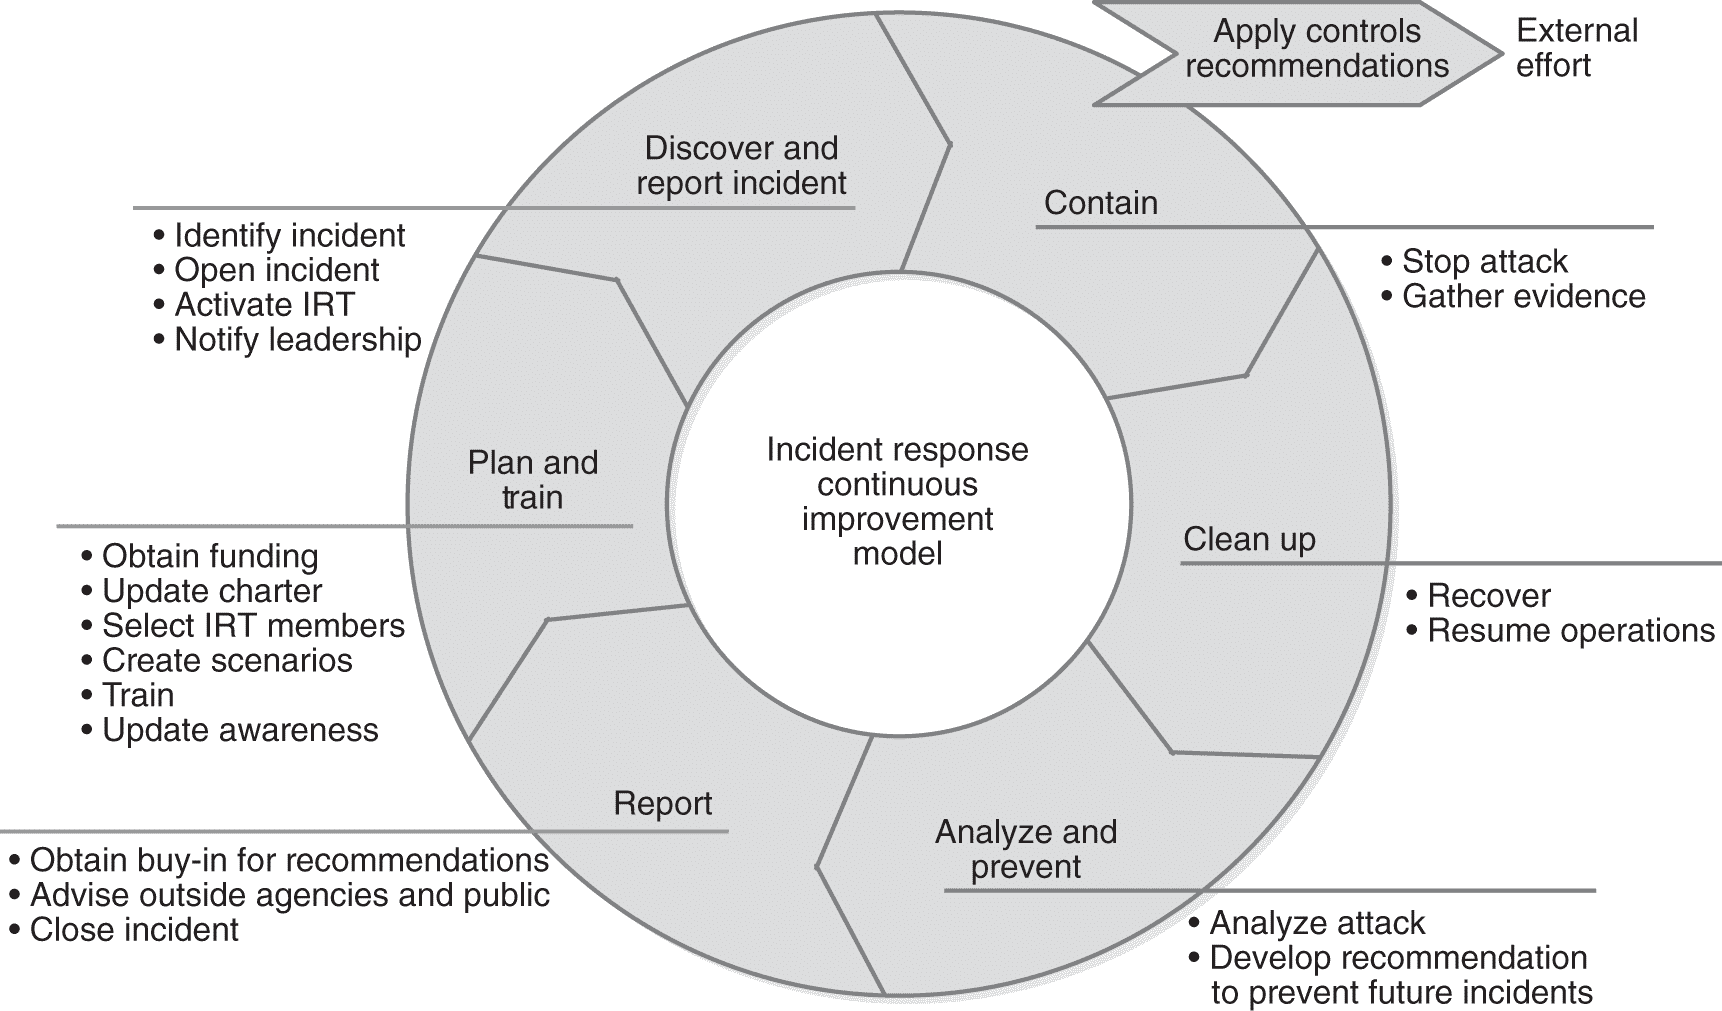 Apply controls
recommendations
External
effort
Discover and
report incident
• Identify incident
• Open incident
• Activate IRT
• Notify leadership
Contain
• Stop attack
• Gather evidence
Incident response
continuous
improvement
model
Plan and
train
• Obtain funding
• Update charter
• Select IRT members
• Create scenarios
• Train
• Update awareness
Clean up
• Recover
• Resume operations
Report
• Obtain buy-in for recommendations
• Advise outside agencies and public
• Close incident
Analyze and
prevent
• Analyze attack
• Develop recommendation
to prevent future incidents